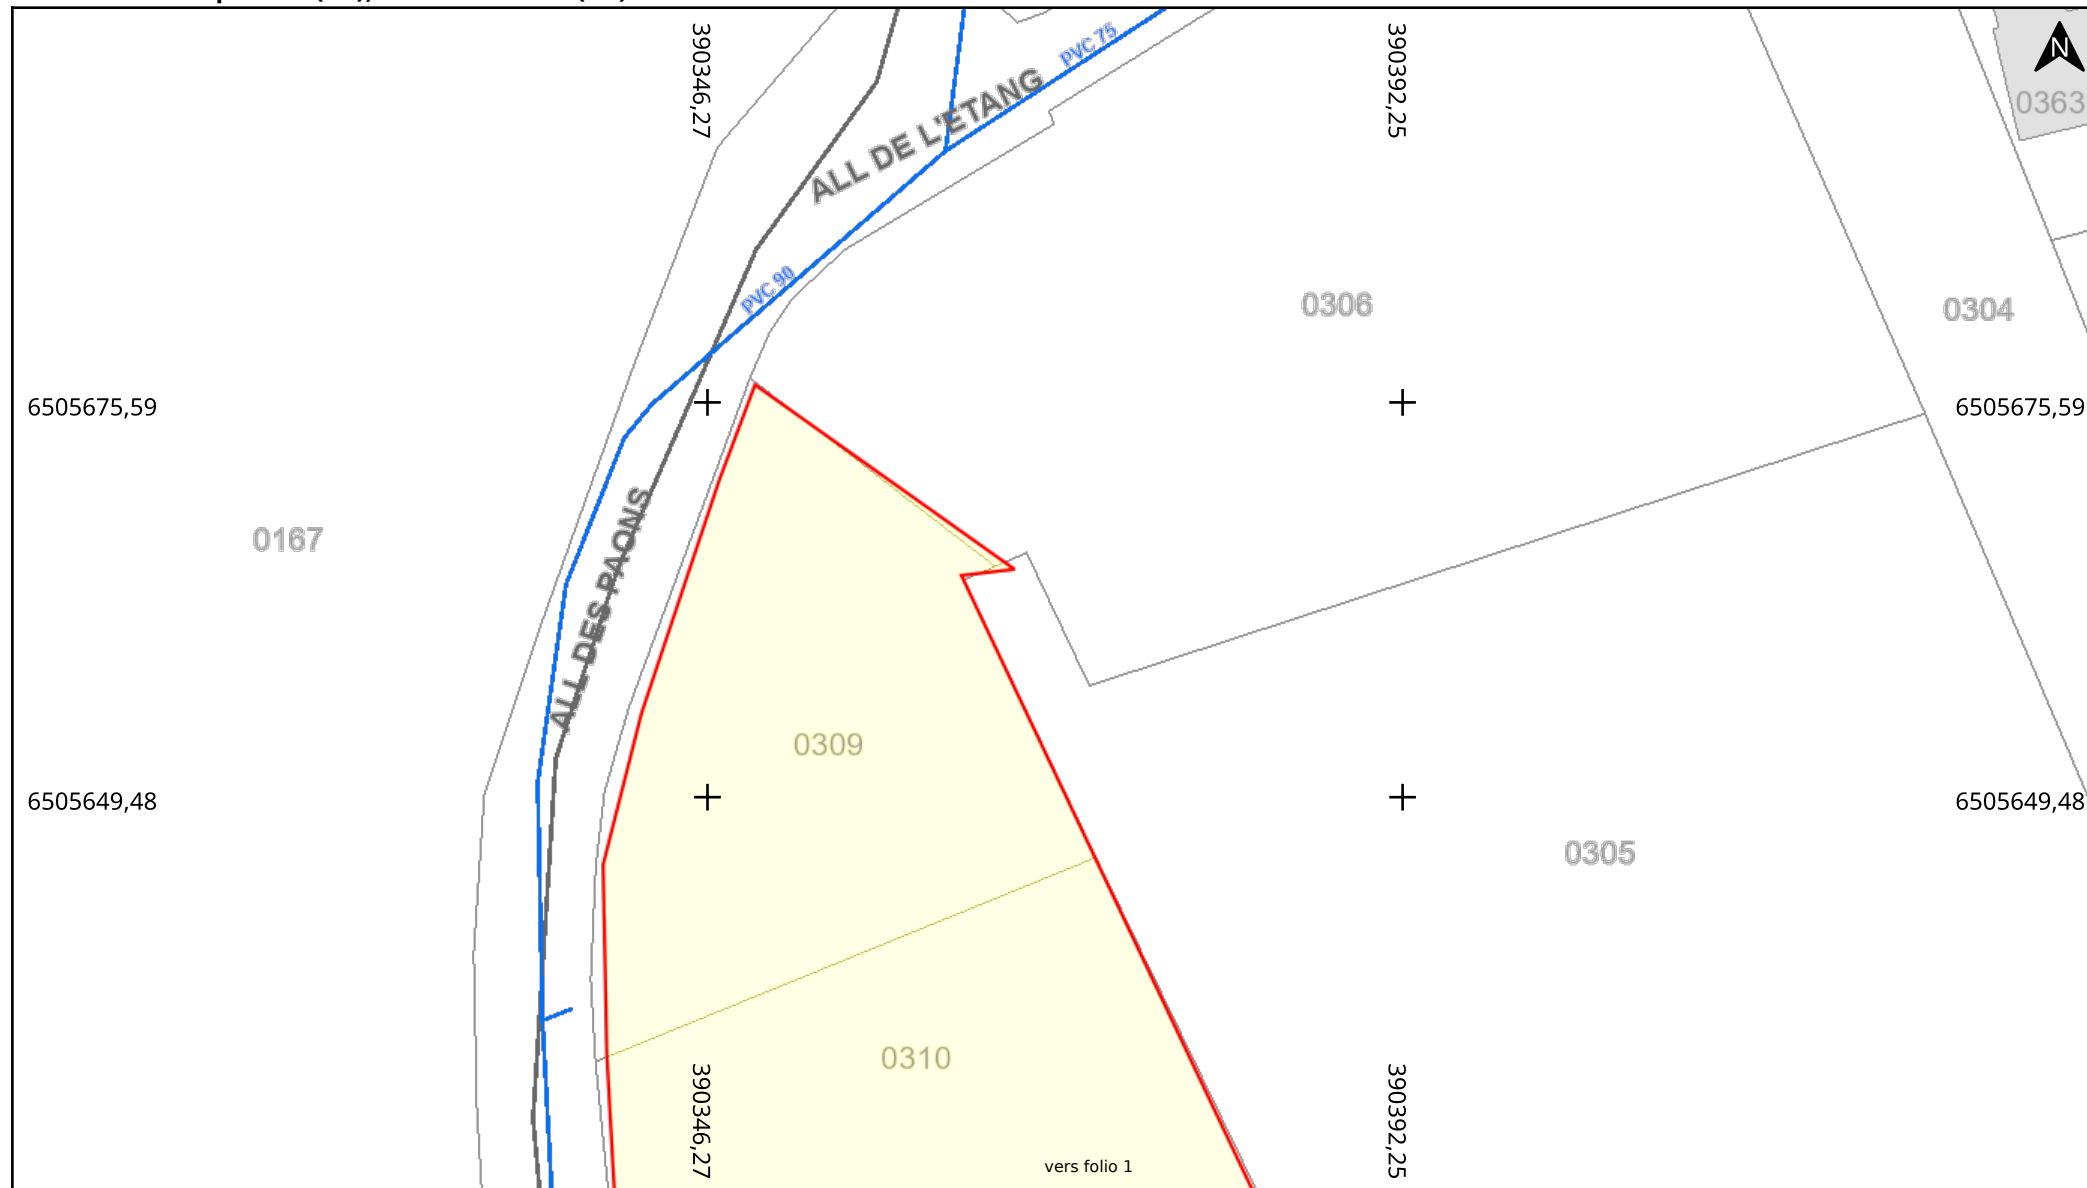 390346,27
390392,25
N
PVC 75
0363
ALL DE L'ETANG
PVC 90
0306
0304
6505675,59
6505675,59
0167
ALL DES PAONS
0309
6505649,48
6505649,48
0305
0310
390346,27
390392,25
vers folio 1